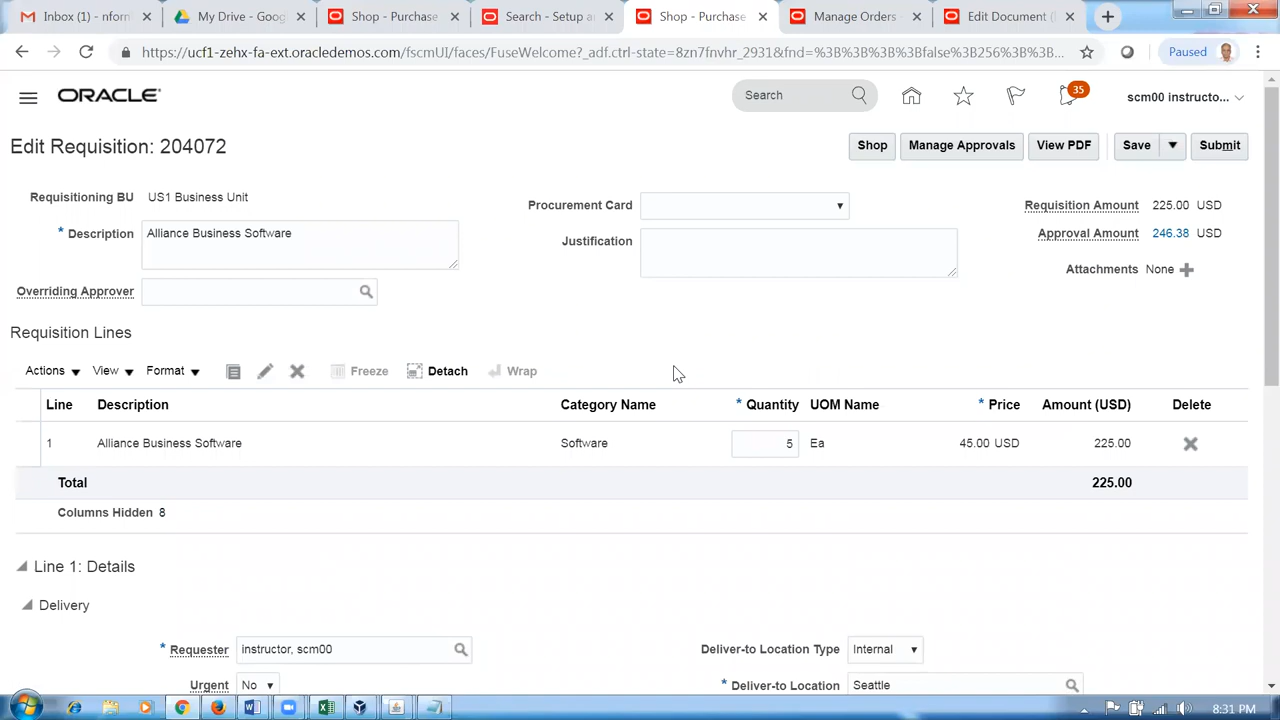 Inbox (1) - nforn
My Drive - Goog
Shop - Purchase
Search Setup a
Shop - Purchase
Manage Orders -
Edit Document (
https://ucf1-zehx-fa-ext.oracledemos.com/fscmUI/faces/FuseWelcome?_adf.ctrl-state=8zn7fnvhr_2931&fnd=%3B%3B%3B%3Bfalse%3B256%3B%3B...
Paused
ORACLE
Search
35
scm00 instructo...
Edit Requisition: 204072
Shop
Manage Approvals
View PDF
Save
Submit
Requisitioning BU US1 Business Unit
* Description Alliance Business Software
Overriding Approver
Procurement Card
Justification
Requisition Amount 225.00 USD
Approval Amount 246.38 USD
Attachments None
Requisition Lines
Actions View Format Freeze Detach Wrap
Line Description Category Name * Quantity UOM Name * Price Amount (USD) Delete
1 Alliance Business Software Software 5 Ea 45.00 USD 225.00
Total 225.00
Columns Hidden 8
Line 1: Details
Delivery
* Requester instructor, scm00
Urgent No
Deliver-to Location Type Internal
* Deliver-to Location Seattle
8:31 PM